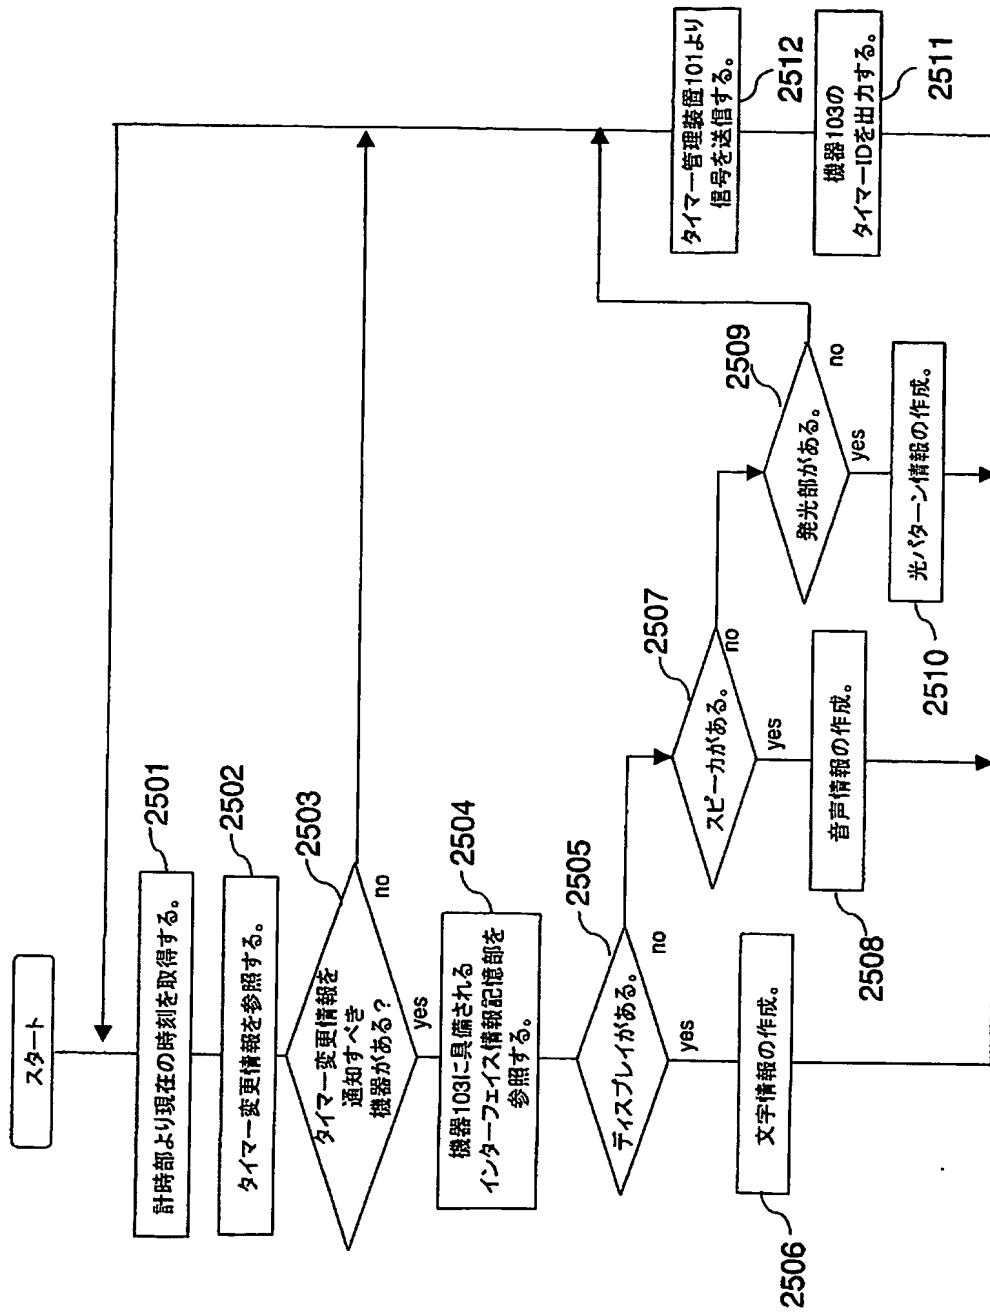 スタート
計時部より現在の時刻を取得する。
2501
タイマー変更情報を参照する。
2502
タイマー変更情報を
通知すべき
機器がある?
2503
no
yes
機器103に具備される
インターフェイス情報記憶部を
参照する。
2504
ディスプレイがある。
2505
no
yes
文字情報の作成。
2506
スピーカがある。
2507
no
yes
音声情報の作成。
2508
発光部がある。
2509
no
yes
光パターン情報の作成。
2510
機器103の
タイマーIDを出力する。
2511
タイマー管理装置101より
信号を送信する。
2512